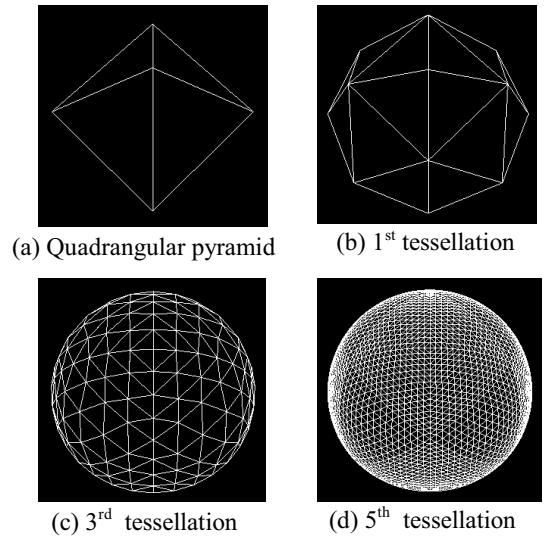 (a) Quadrangular pyramid
(b) 1st tessellation
(c) 3rd tessellation
(d) 5th tessellation